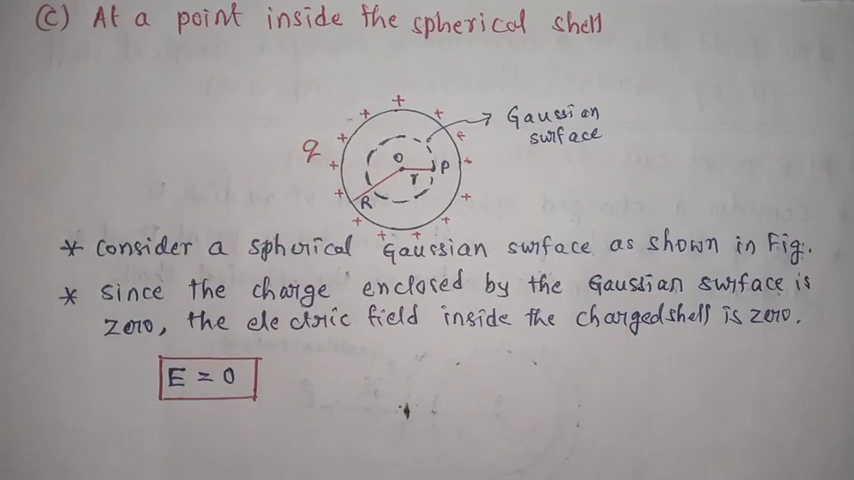 (C) At a point inside the spherical shell
Gaussian
surface
q
O
r
P
R
* Consider a spherical Gaussian surface as shown in Fig.
* since the charge enclosed by the Gaussian surface is
zero, the electric field inside the charged shell is zero.
E = 0